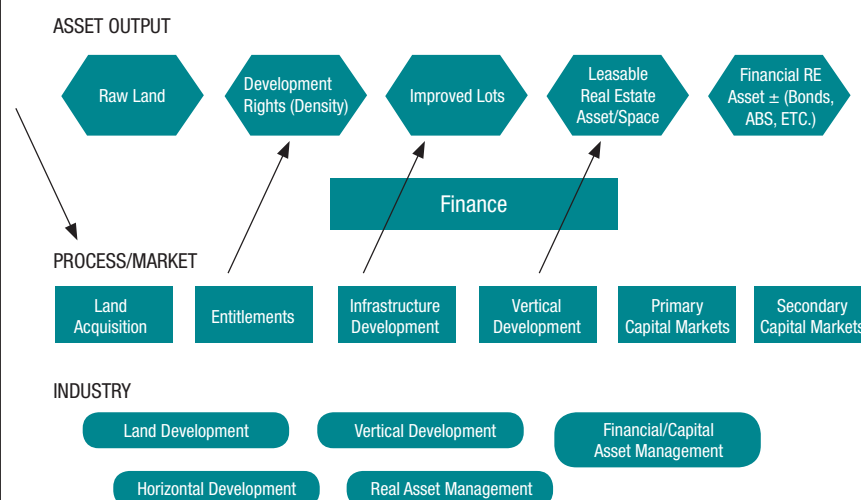 ASSET OUTPUT
Raw Land
Development
Rights (Density)
Improved Lots
Leasable
Real Estate
Asset/Space
Financial RE
Asset ± (Bonds,
ABS, ETC.)
Finance
PROCESS/MARKET
Land
Acquisition
Entitlements
Infrastructure
Development
Vertical
Development
Primary
Capital Markets
Secondary
Capital Markets
INDUSTRY
Land Development
Vertical Development
Financial/Capital
Asset Management
Horizontal Development
Real Asset Management